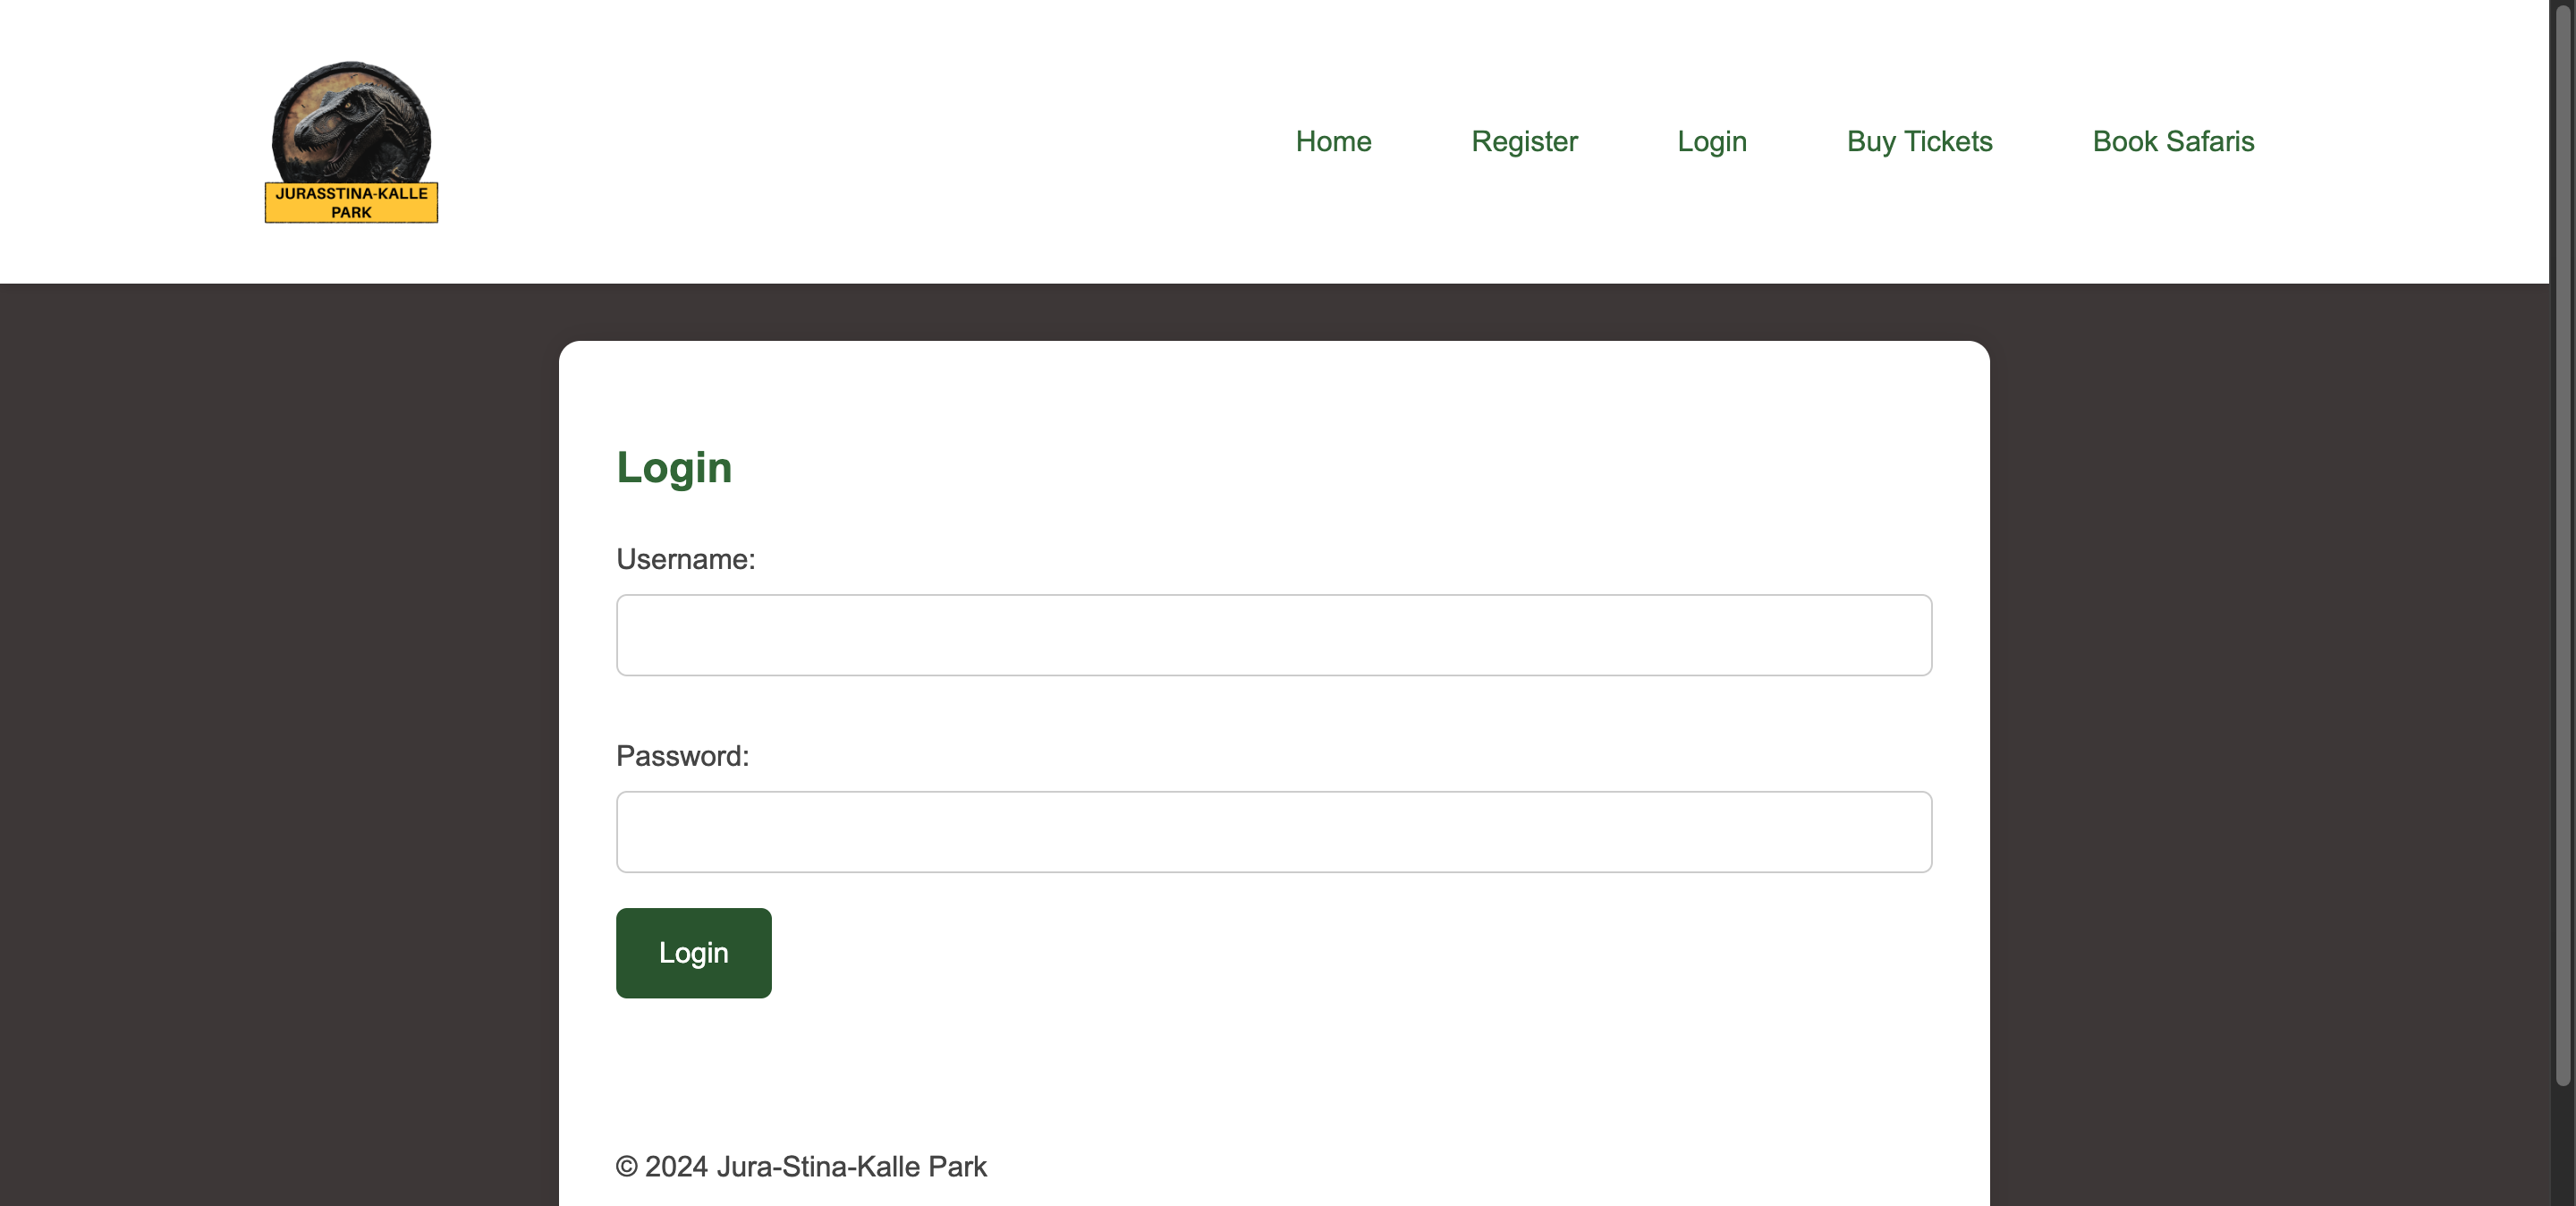 JURASSTINA-KALLE
PARK
Home Register Login Buy Tickets Book Safaris
Login
Username:
Password:
Login
© 2024 Jura-Stina-Kalle Park